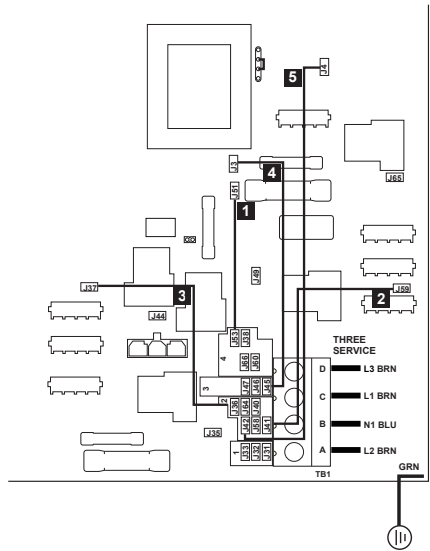 5
J4
J3
4
J65
J51
1
J49
J37
3
J59
2
J44
J53
J38
4
J66
J60
THREE
SERVICE
D
L3 BRN
3
J47
J46
J45
C
L1 BRN
2
J36
J64
J40
J42
J58
J41
B
N1 BLU
J35
1
J33
J32
J31
A
L2 BRN
TB1
GRN